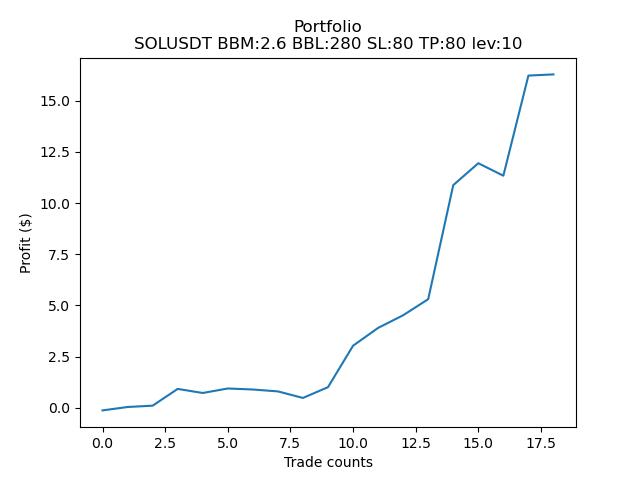 Portfolio
SOLUSDT BBM:2.6 BBL:280 SL:80 TP:80 lev:10
15.0
12.5
10.0
7.5
5.0
2.5
0.0
Profit ($)
0.0 2.5 5.0 7.5 10.0 12.5 15.0 17.5
Trade counts